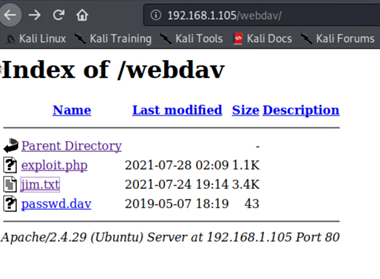 192.168.1.105/webdav/
Kali Linux Kali Training Kali Tools Kali Docs Kali Forums
Index of /webdav
Name Last modified Size Description
Parent Directory -
exploit.php 2021-07-28 02:09 1.1K
jim.txt 2021-07-24 19:14 3.4K
passwd.dav 2019-05-07 18:19 43
Apache/2.4.29 (Ubuntu) Server at 192.168.1.105 Port 80